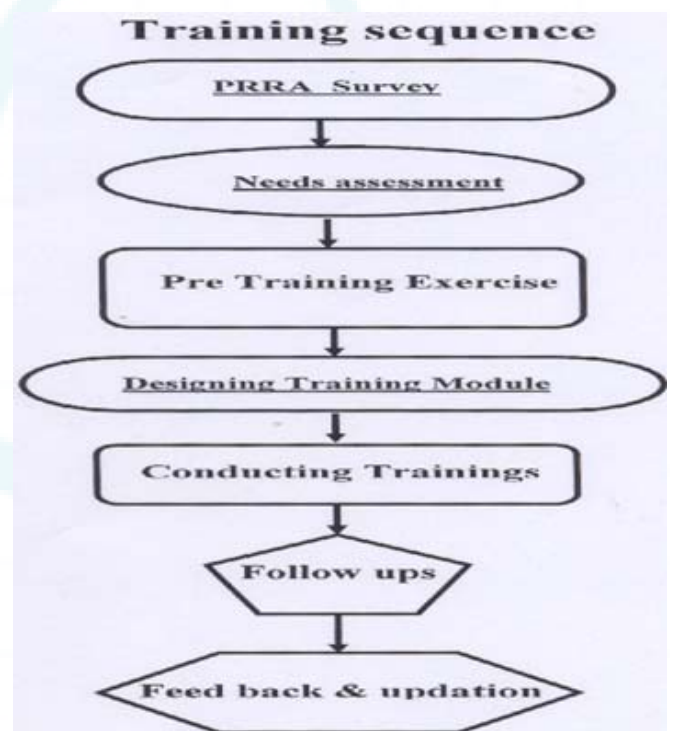 Training sequence
PRRA Survey
Needs assessment
Pre Training Exercise
Designing Training Module
Conducting Trainings
Follow ups
Feed back & updation